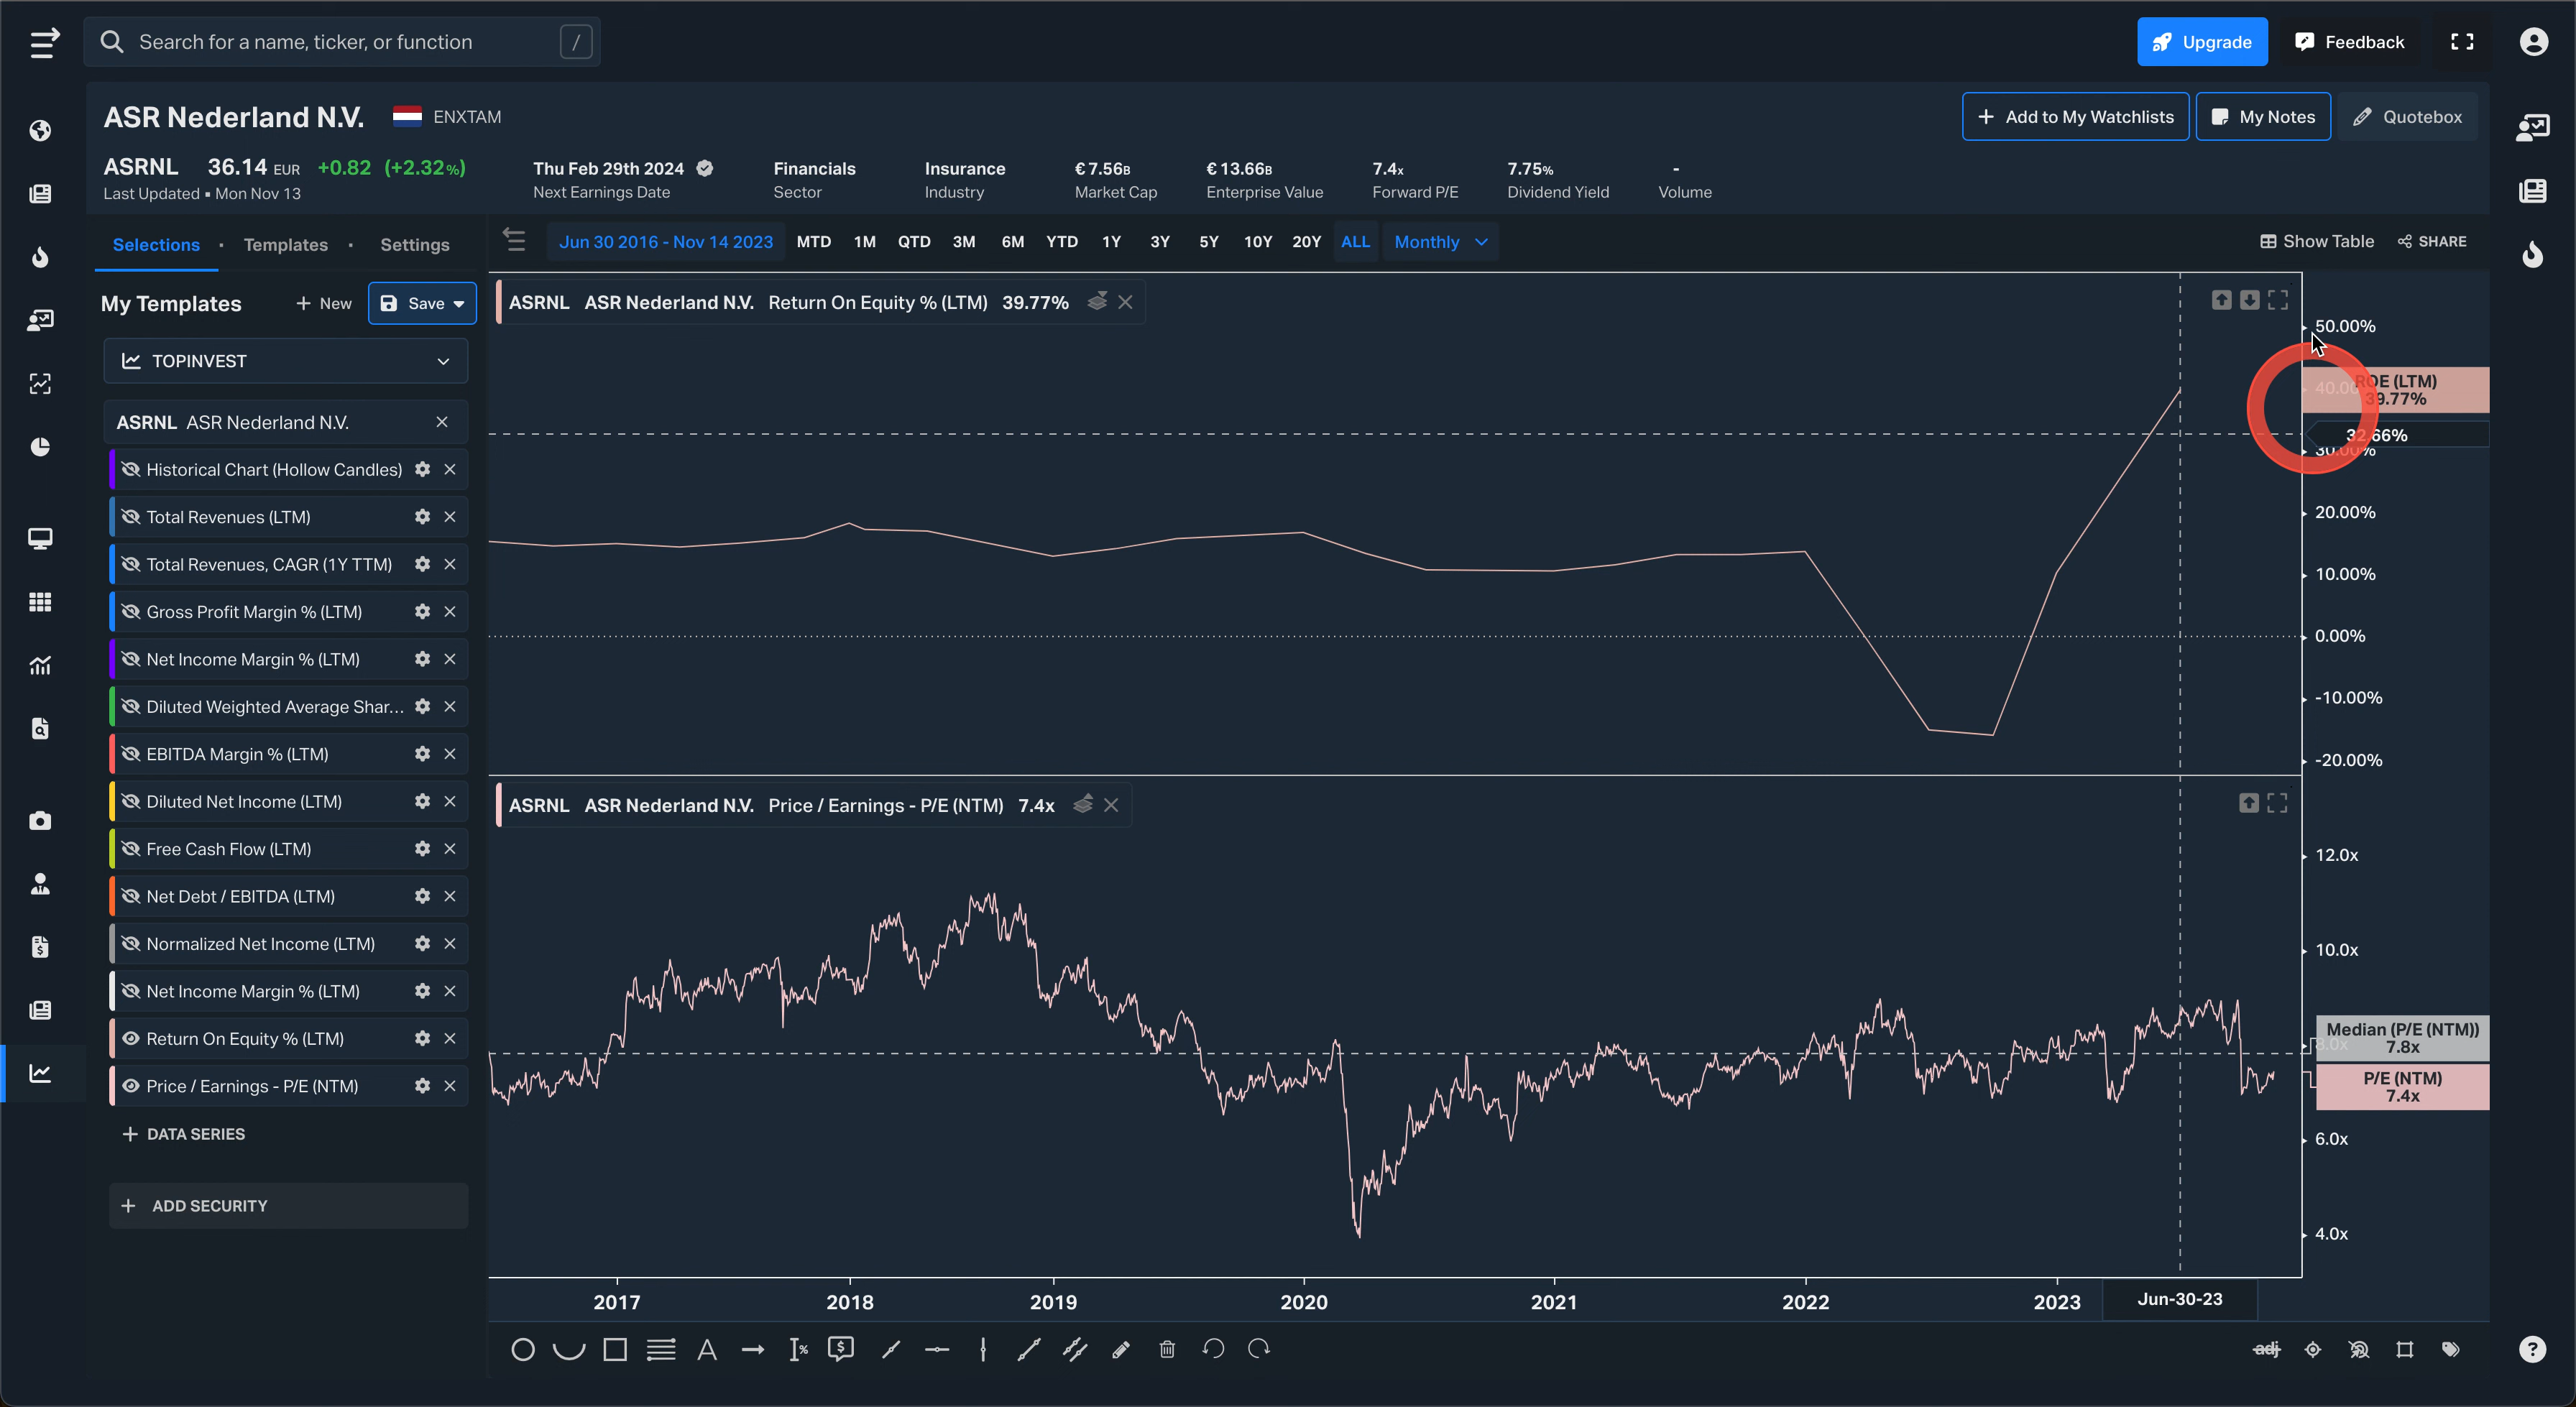 Search for a name, ticker, or function /
Upgrade
Feedback
ASR Nederland N.V. ENXTAM
Add to My Watchlists
My Notes
Quotebox
ASRNL 36.14 EUR +0.82 (+2.32%)
Last Updated ▪ Mon Nov 13
Thu Feb 29th 2024
Next Earnings Date
Financials
Sector
Insurance
Industry
€ 7.56B
Market Cap
€ 13.66B
Enterprise Value
7.4x
Forward P/E
7.75%
Dividend Yield
-
Volume
Selections · Templates · Settings
Jun 30 2016 - Nov 14 2023 MTD 1M QTD 3M 6M YTD 1Y 3Y 5Y 10Y 20Y ALL Monthly
Show Table
SHARE
My Templates
+ New
Save
TOPINVEST
ASRNL ASR Nederland N.V.
Historical Chart (Hollow Candles)
Total Revenues (LTM)
Total Revenues, CAGR (1Y TTM)
Gross Profit Margin % (LTM)
Net Income Margin % (LTM)
Diluted Weighted Average Shar...
EBITDA Margin % (LTM)
Diluted Net Income (LTM)
Free Cash Flow (LTM)
Net Debt / EBITDA (LTM)
Normalized Net Income (LTM)
Net Income Margin % (LTM)
Return On Equity % (LTM)
Price / Earnings - P/E (NTM)
+ DATA SERIES
+ ADD SECURITY
ASRNL ASR Nederland N.V. Return On Equity % (LTM) 39.77%
50.00%
ROE (LTM)
39.77%
32.66%
30.00%
20.00%
10.00%
0.00%
-10.00%
-20.00%
ASRNL ASR Nederland N.V. Price / Earnings - P/E (NTM) 7.4x
12.0x
10.0x
Median (P/E (NTM))
7.8x
8.0x
P/E (NTM)
7.4x
6.0x
4.0x
2017 2018 2019 2020 2021 2022 2023 Jun-30-23
A
%
$
adj
?